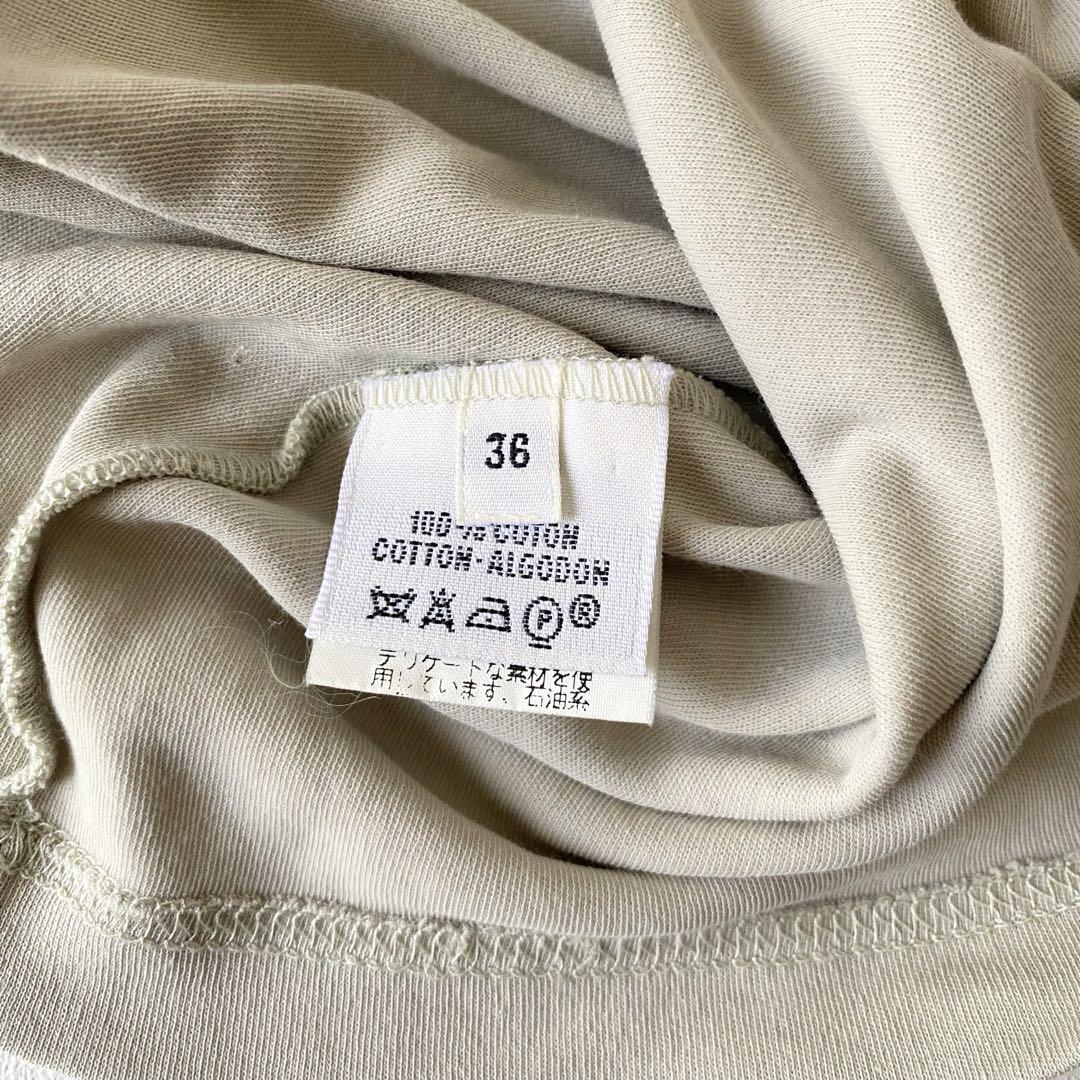 36
100 % COTON
COTTON-ALGODON
P ®
デリケートな素材を使
用しています。石油系